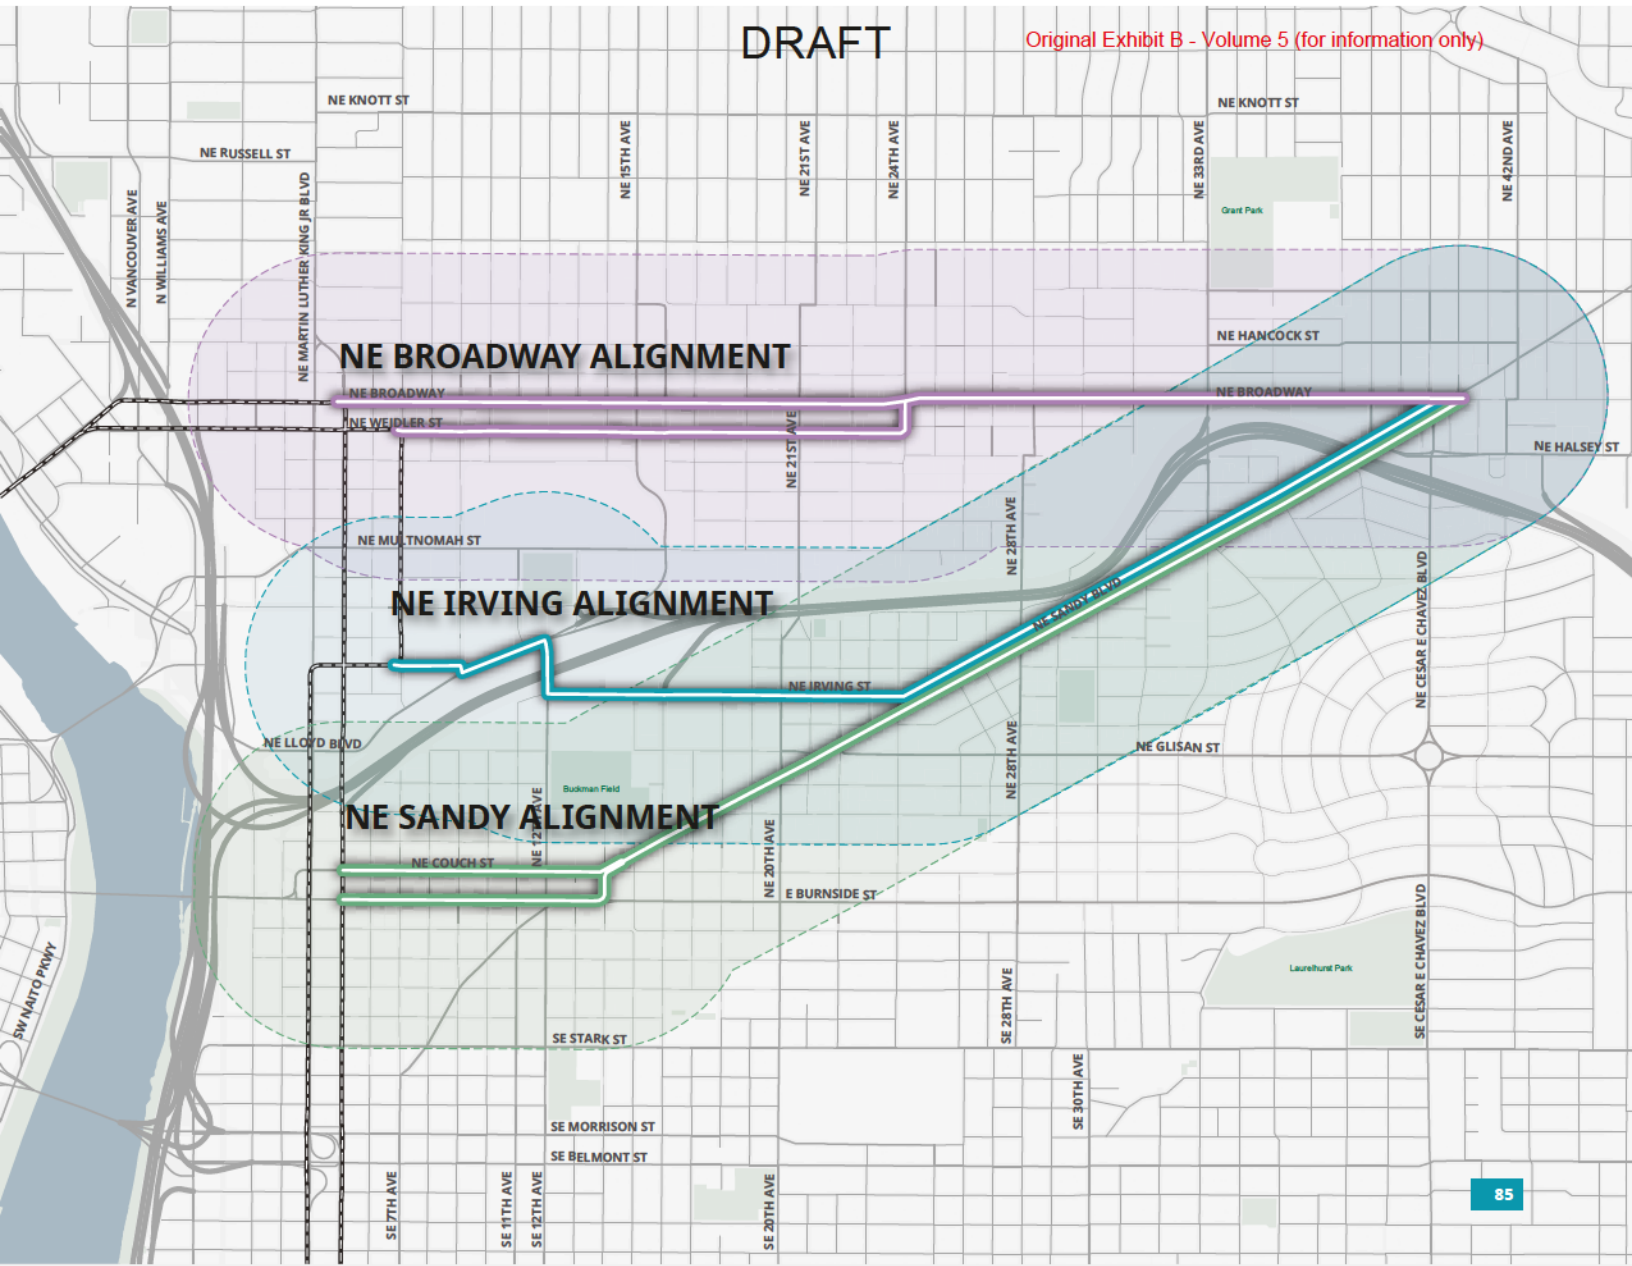 DRAFT
Original Exhibit B - Volume 5 (for information only)
NE KNOTT ST
NE KNOTT ST
NE RUSSELL ST
NE 15TH AVE
NE 21ST AVE
NE 24TH AVE
NE 33RD AVE
NE 42ND AVE
N VANCOUVER AVE
N WILLIAMS AVE
NE MARTIN LUTHER KING JR BLVD
Grant Park
NE HANCOCK ST
NE BROADWAY ALIGNMENT
NE BROADWAY
NE BROADWAY
NE WEIDLER ST
NE 21ST AVE
NE HALSEY ST
NE MULTNOMAH ST
NE 28TH AVE
NE IRVING ALIGNMENT
NE SANDY BLVD
NE CESAR E CHAVEZ BLVD
NE IRVING ST
NE LLOYD BLVD
NE 28TH AVE
NE GLISAN ST
Buckman Field
NE SANDY ALIGNMENT
NE 12TH AVE
NE 20TH AVE
NE COUCH ST
E BURNSIDE ST
SW NAITO PKWY
SE 28TH AVE
Laurelhurst Park
SE CESAR E CHAVEZ BLVD
SE STARK ST
SE 30TH AVE
SE MORRISON ST
SE BELMONT ST
SE 7TH AVE
SE 11TH AVE
SE 12TH AVE
SE 20TH AVE
85